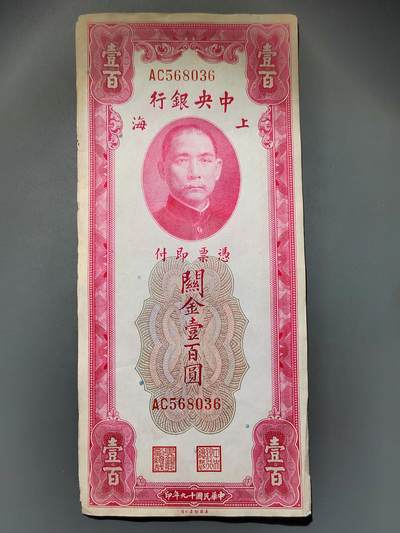 壹百
AC568036
壹百
中央銀行
上海
憑票即付
關金壹百圓
AC568036
壹百
壹百
中華民國十九年印